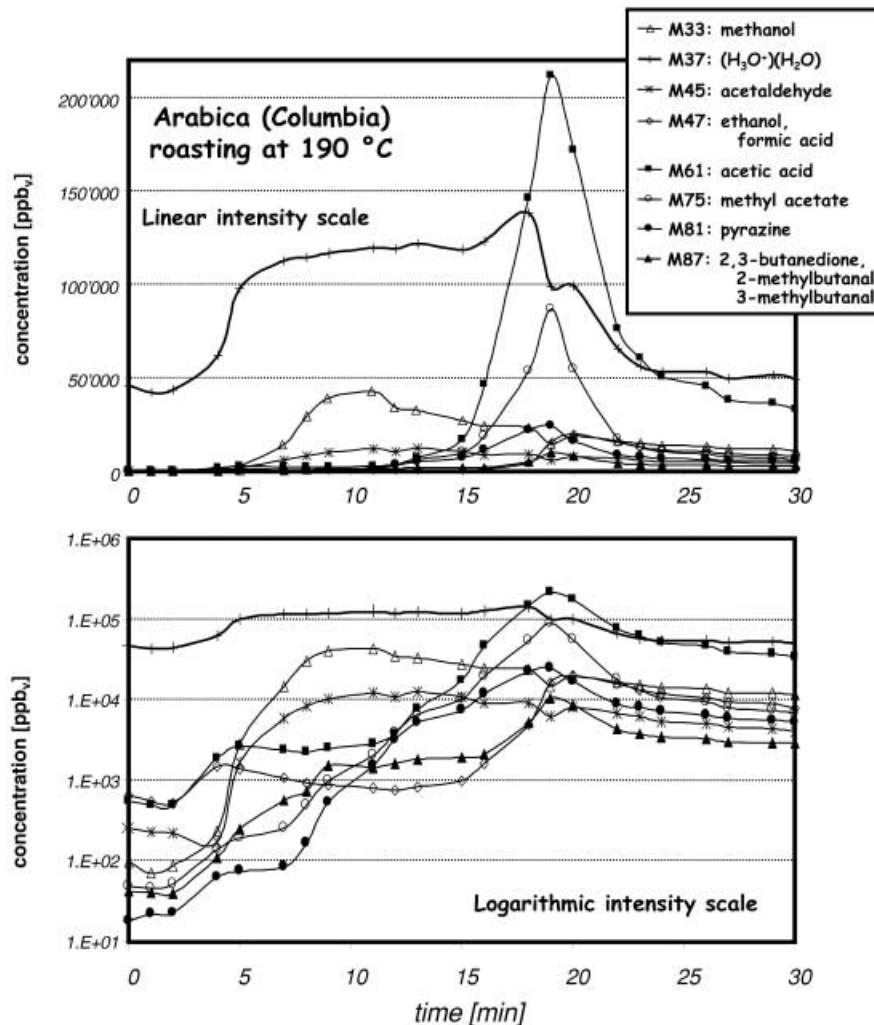 M33: methanol
M37: (H₃O⁺)(H₂O)
M45: acetaldehyde
M47: ethanol,
formic acid
M61: acetic acid
M75: methyl acetate
M81: pyrazine
M87: 2,3-butanedione,
2-methylbutanal
3-methylbutanal
Arabica (Columbia)
roasting at 190 °C
Linear intensity scale
concentration [ppbᵥ]
200'000
150'000
100'000
50'000
0
0 5 10 15 20 25 30
1.E+06
1.E+05
1.E+04
1.E+03
1.E+02
1.E+01
concentration [ppbᵥ]
Logarithmic intensity scale
0 5 10 15 20 25 30
time [min]